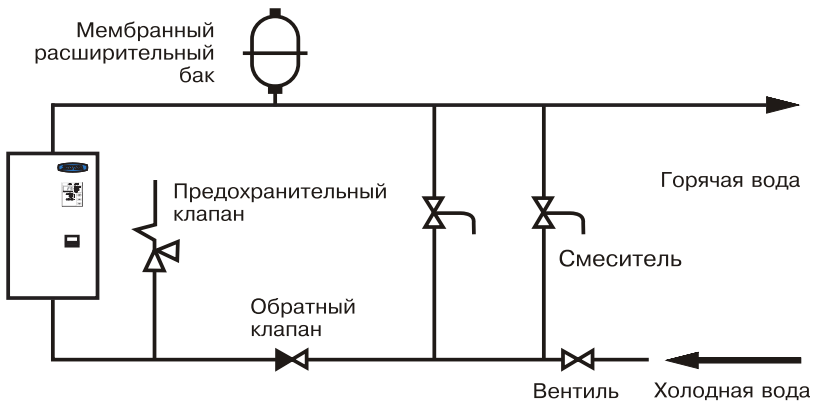 Мембранный
расширительный
бак
Горячая вода
Предохранительный
клапан
Смеситель
Обратный
клапан
Вентиль
Холодная вода